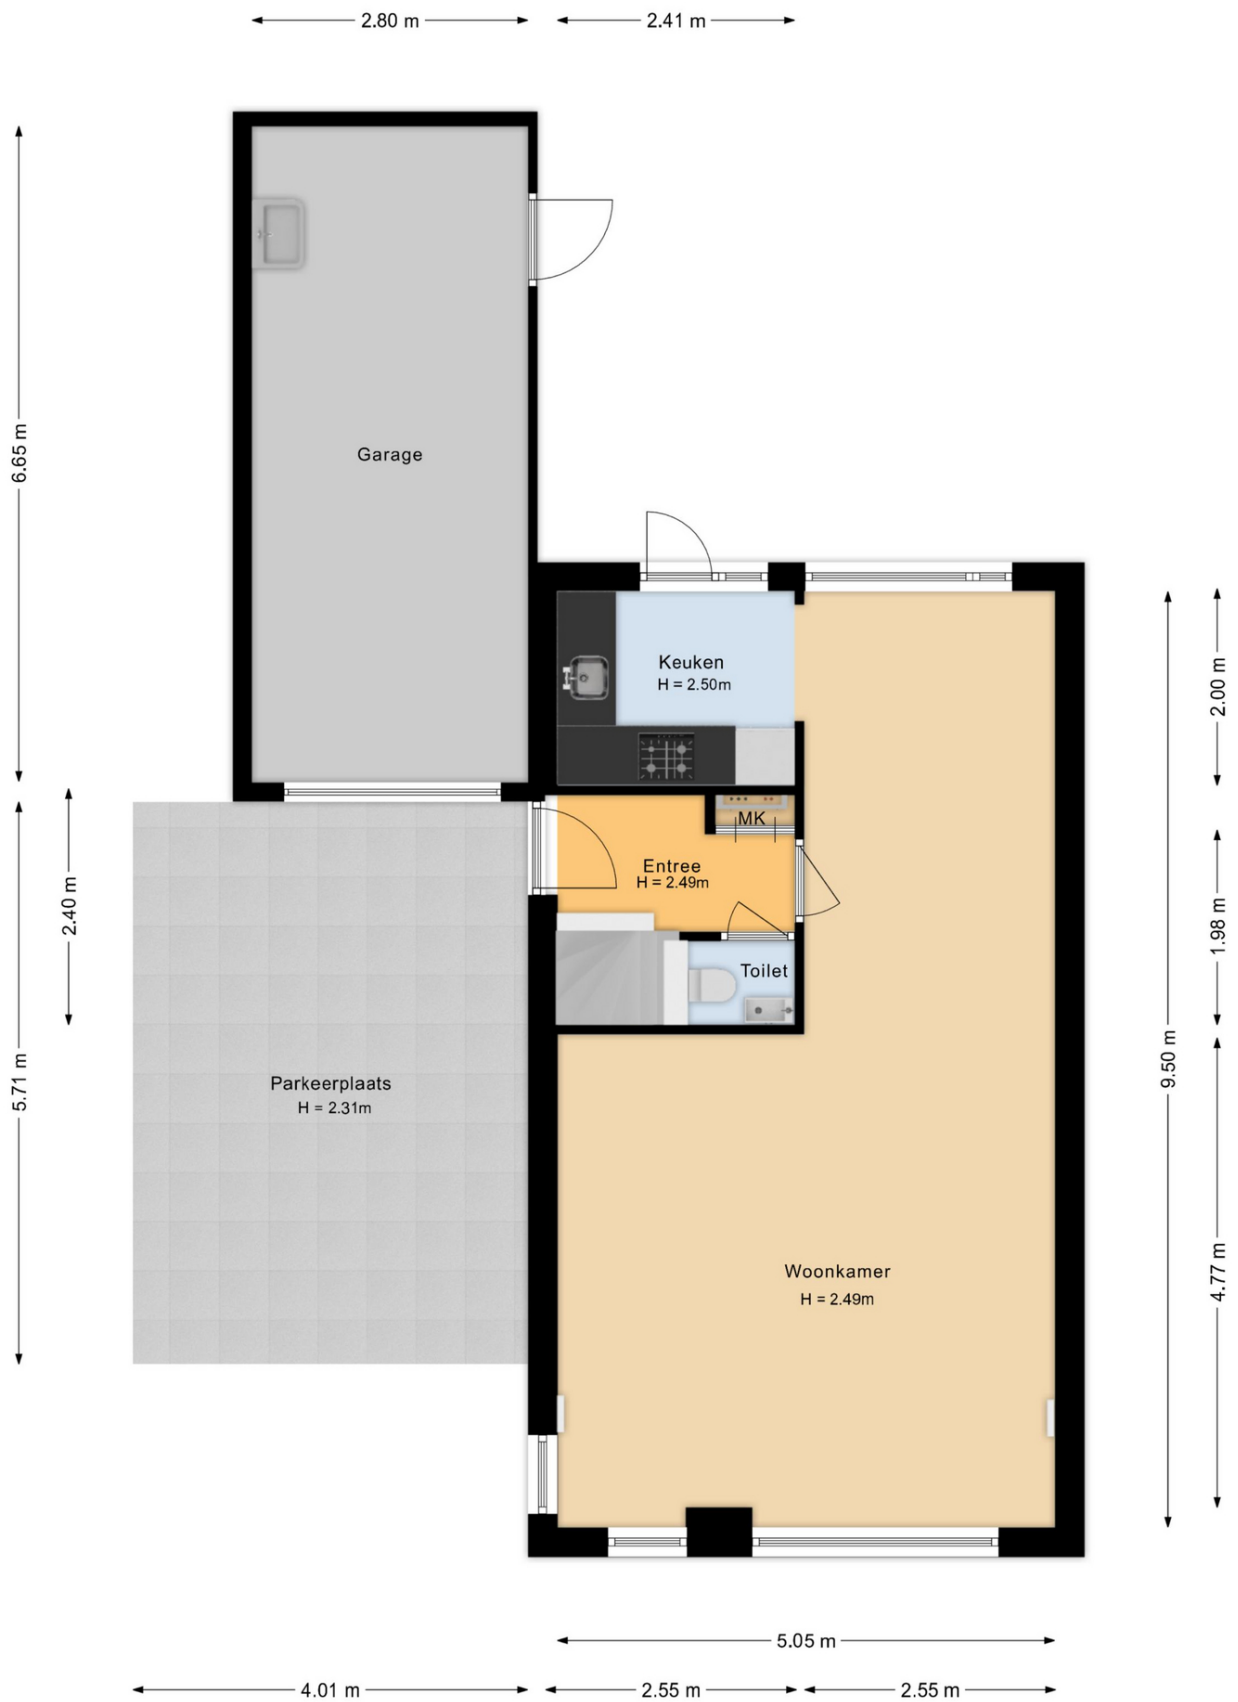 2.80 m
2.41 m
6.65 m
Garage
Keuken
H = 2.50m
2.00 m
MK
Entree
H = 2.49m
2.40 m
1.98 m
Toilet
9.50 m
5.71 m
Parkeerplaats
H = 2.31m
4.77 m
Woonkamer
H = 2.49m
5.05 m
4.01 m
2.55 m
2.55 m